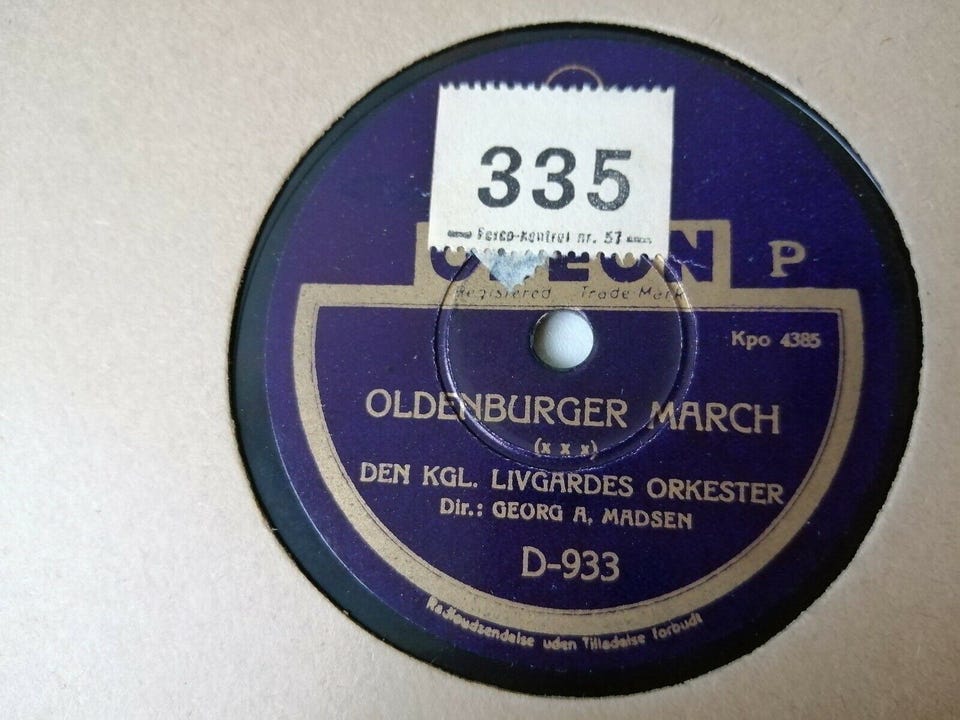 335
Kontrol nr. 57
ODEON P
Registered Trade Mark
Kpo 4385
OLDENBURGER MARCH
(x x x)
DEN KGL. LIVGARDES ORKESTER
Dir.: GEORG A. MADSEN
D-933
Radioudsendelse uden Tilladelse forbudt